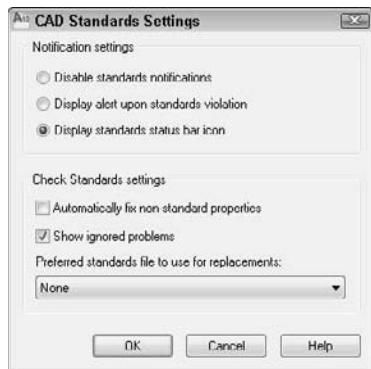 CAD Standards Settings
Notification settings
Disable standards notifications
Display alert upon standards violation
Display standards status bar icon
Check Standards settings
Automatically fix non standard properties
Show ignored problems
Preferred standards file to use for replacements:
None
OK Cancel Help